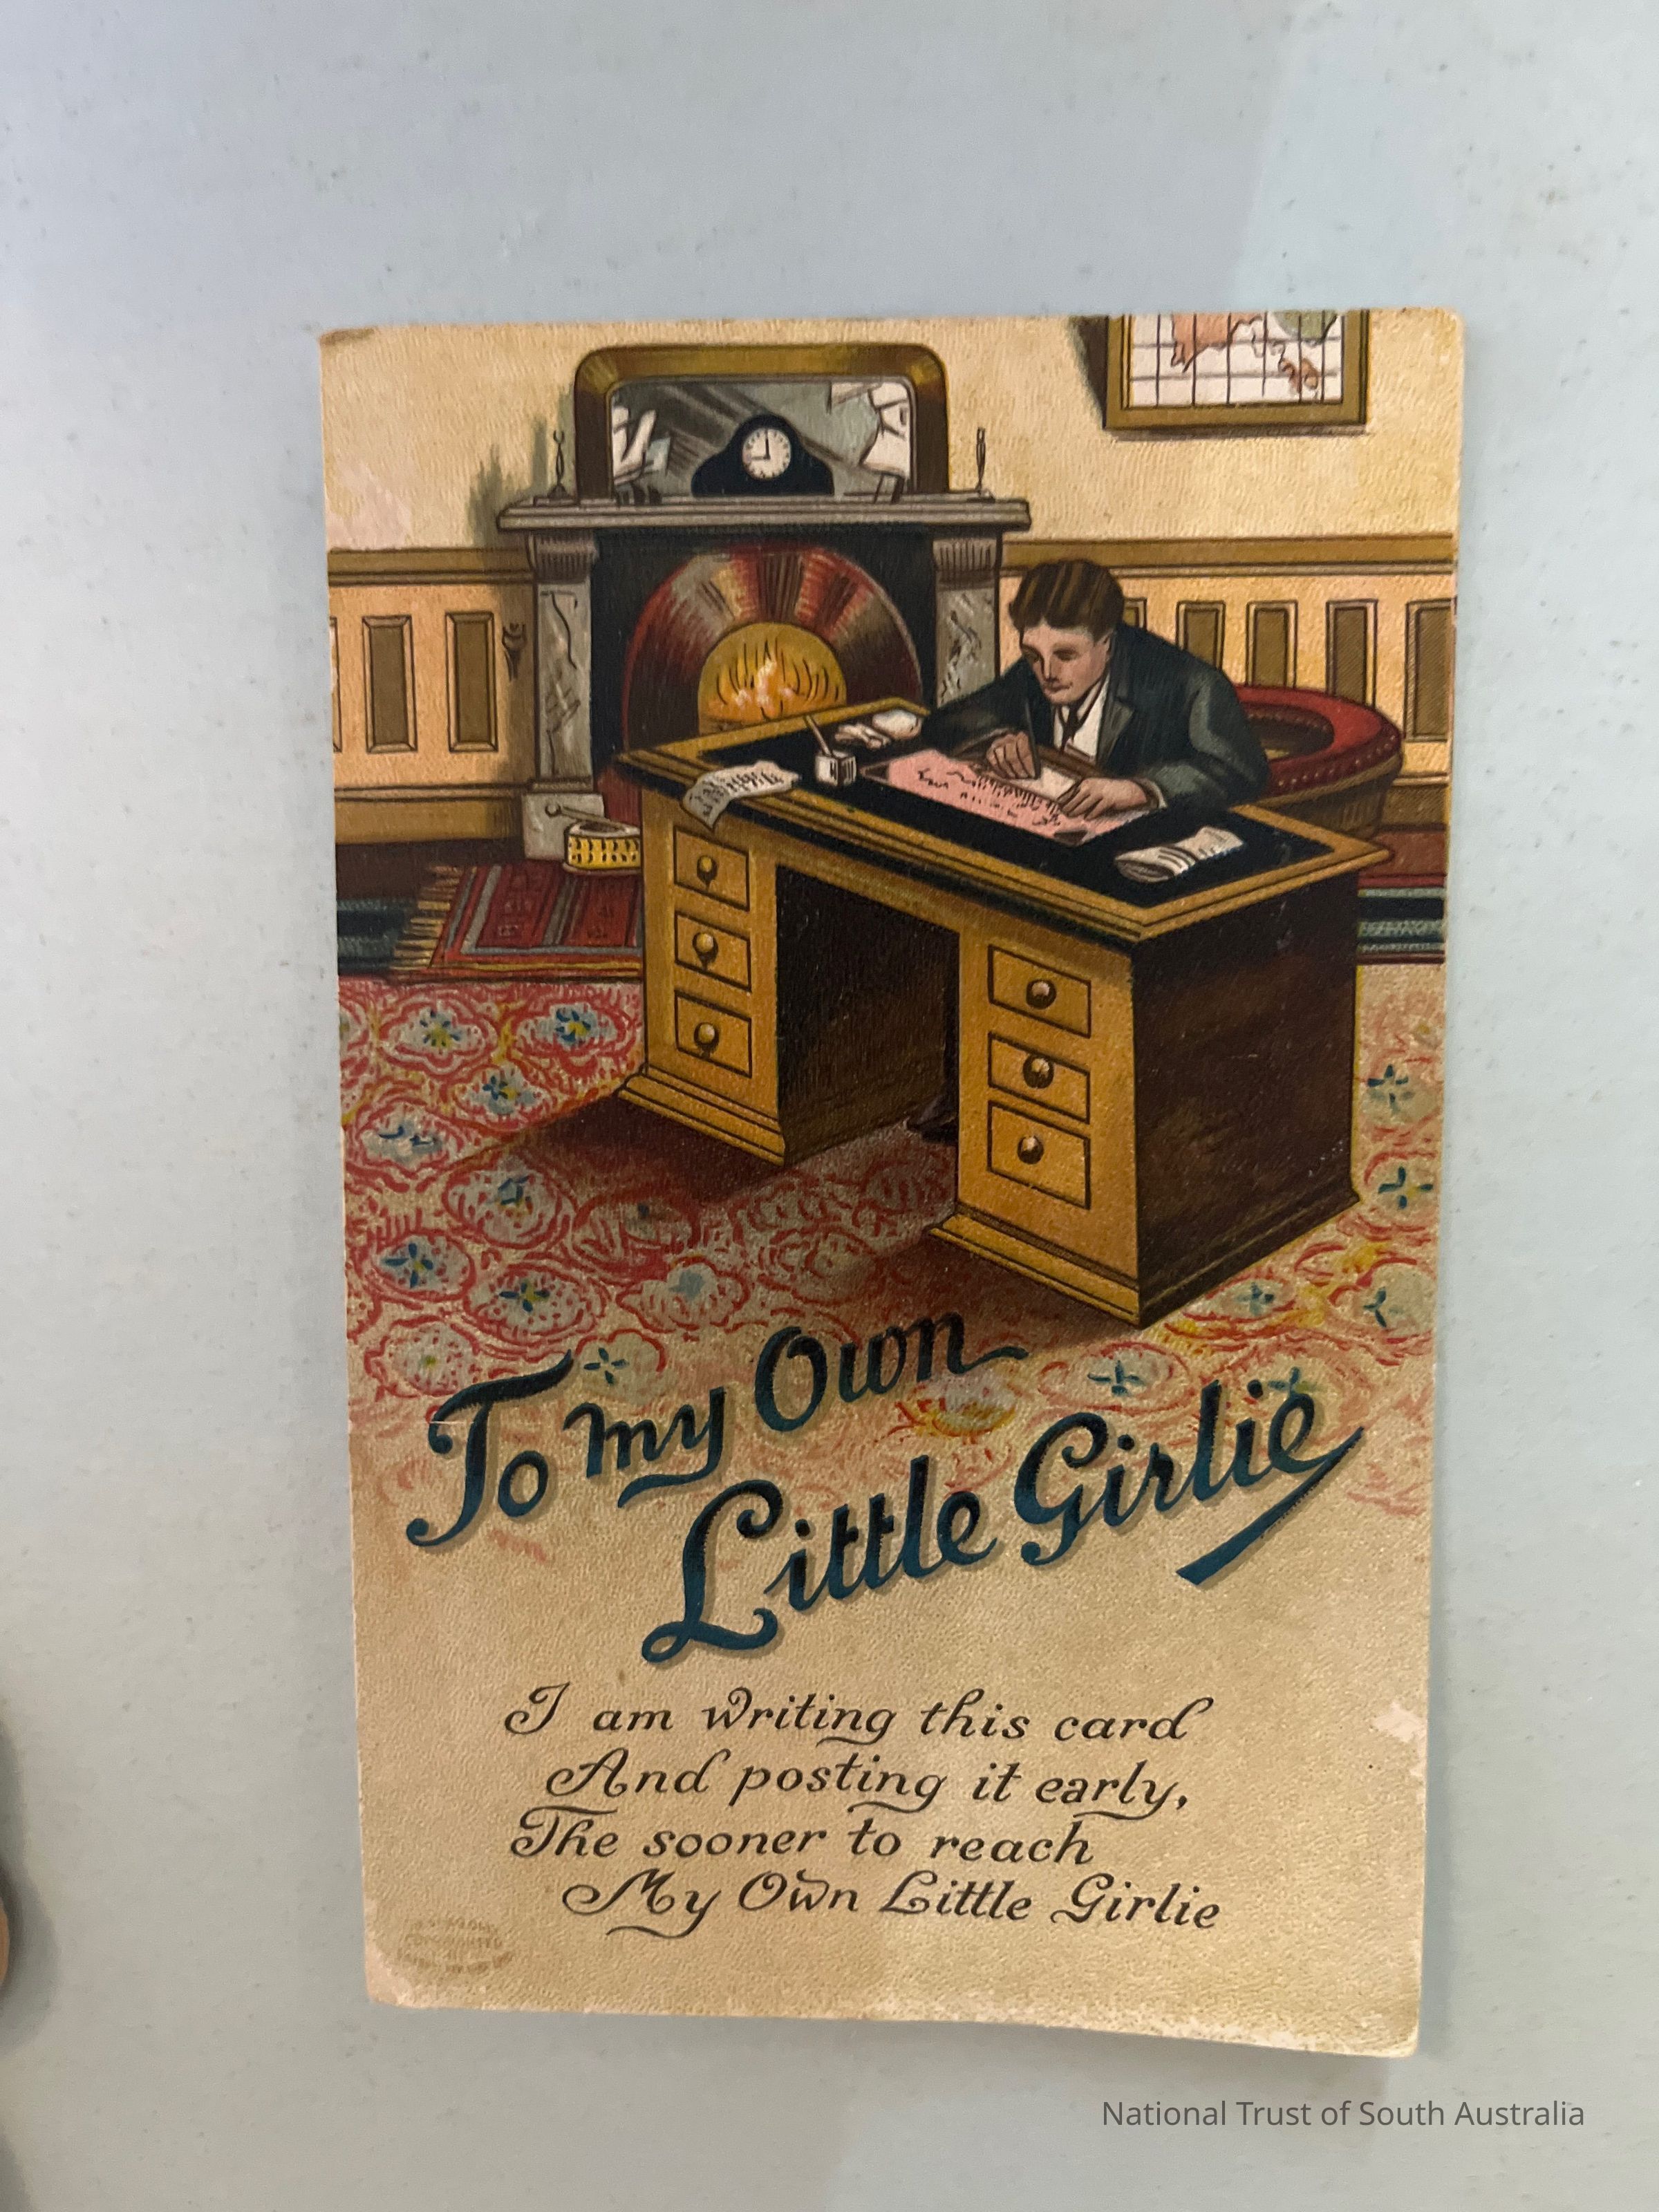 To my Own
Little Girlie
I am writing this card
And posting it early,
The sooner to reach
My Own Little Girlie
National Trust of South Australia